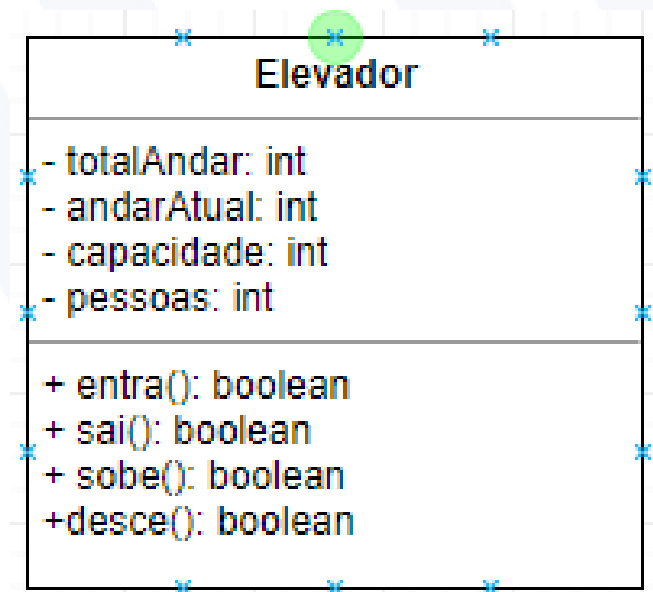 Elevador
- totalAndar: int
- andarAtual: int
- capacidade: int
- pessoas: int
+ entra(): boolean
+ sai(): boolean
+ sobe(): boolean
+desce(): boolean